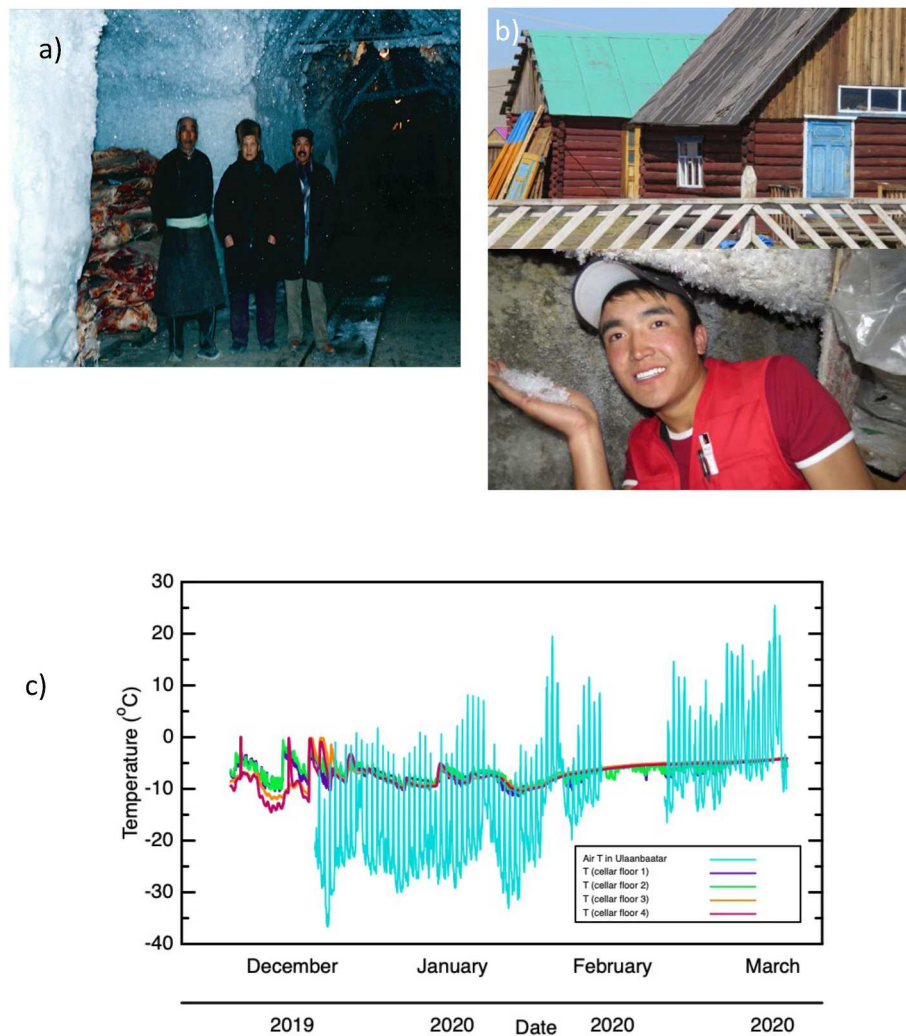 a)
b)
c)
Temperature (°C)
30
20
10
0
-10
-20
-30
-40
Air T in Ulaanbaatar
T (cellar floor 1)
T (cellar floor 2)
T (cellar floor 3)
T (cellar floor 4)
December January February March
2019 2020 Date 2020 2020